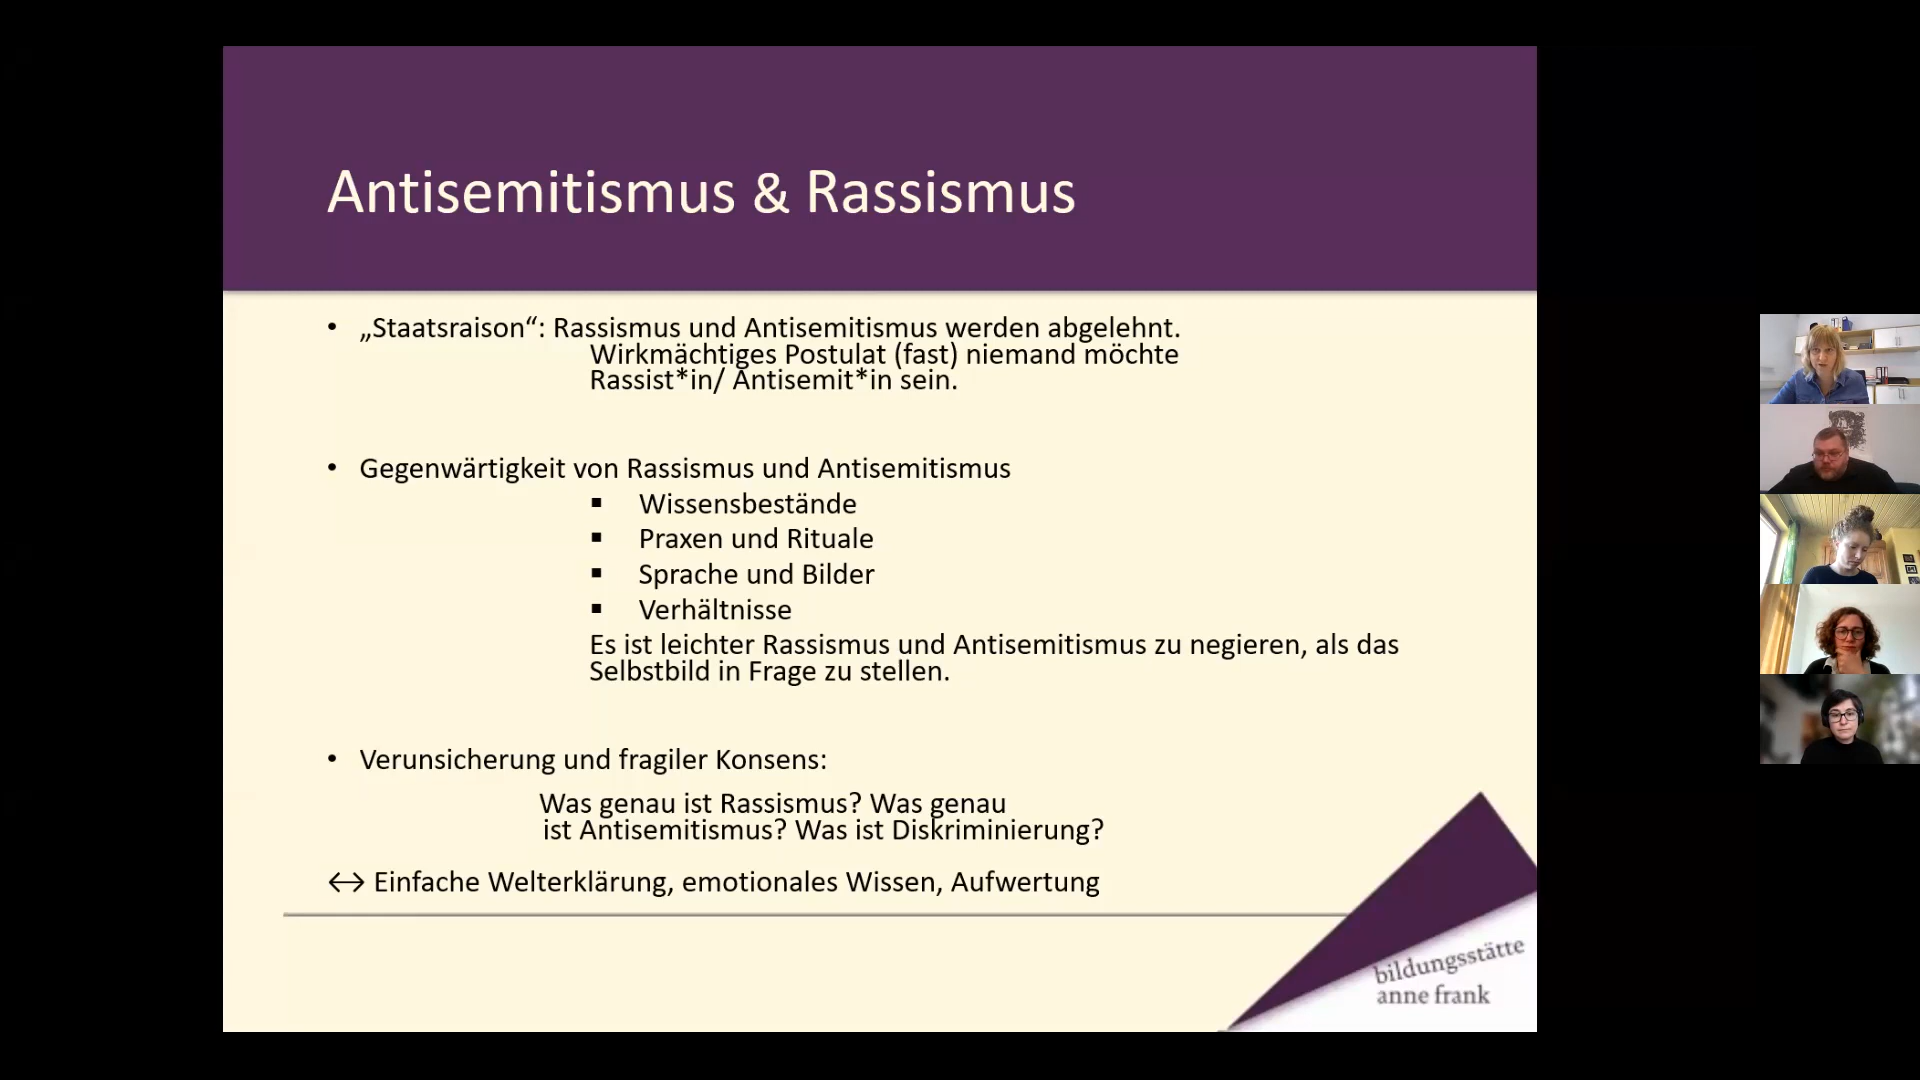 Antisemitismus & Rassismus
• „Staatsraison“: Rassismus und Antisemitismus werden abgelehnt.
Wirkmächtiges Postulat (fast) niemand möchte
Rassist*in/ Antisemit*in sein.
• Gegenwärtigkeit von Rassismus und Antisemitismus
▪ Wissensbestände
▪ Praxen und Rituale
▪ Sprache und Bilder
▪ Verhältnisse
Es ist leichter Rassismus und Antisemitismus zu negieren, als das
Selbstbild in Frage zu stellen.
• Verunsicherung und fragiler Konsens:
Was genau ist Rassismus? Was genau
ist Antisemitismus? Was ist Diskriminierung?
↔ Einfache Welterklärung, emotionales Wissen, Aufwertung
bildungsstätte
anne frank